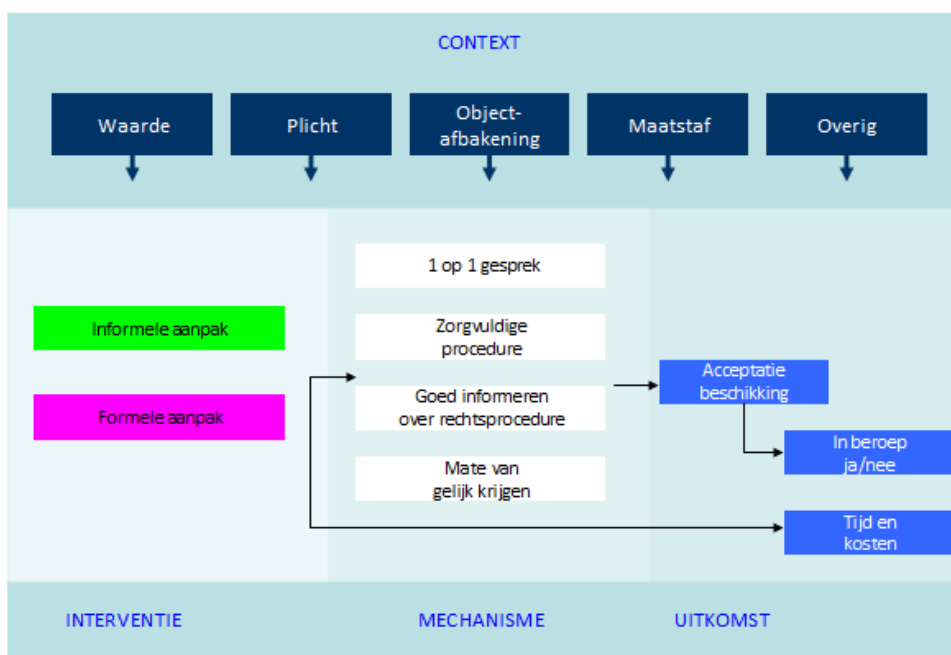 CONTEXT
Waarde
Plicht
Object-
afbakening
Maatstaf
Overig
1 op 1 gesprek
Informele aanpak
Zorgvuldige
procedure
Acceptatie
beschikking
Formele aanpak
Goed informeren
over rechtsprocedure
In beroep
ja/nee
Mate van
gelijk krijgen
Tijd en
kosten
INTERVENTIE
MECHANISME
UITKOMST